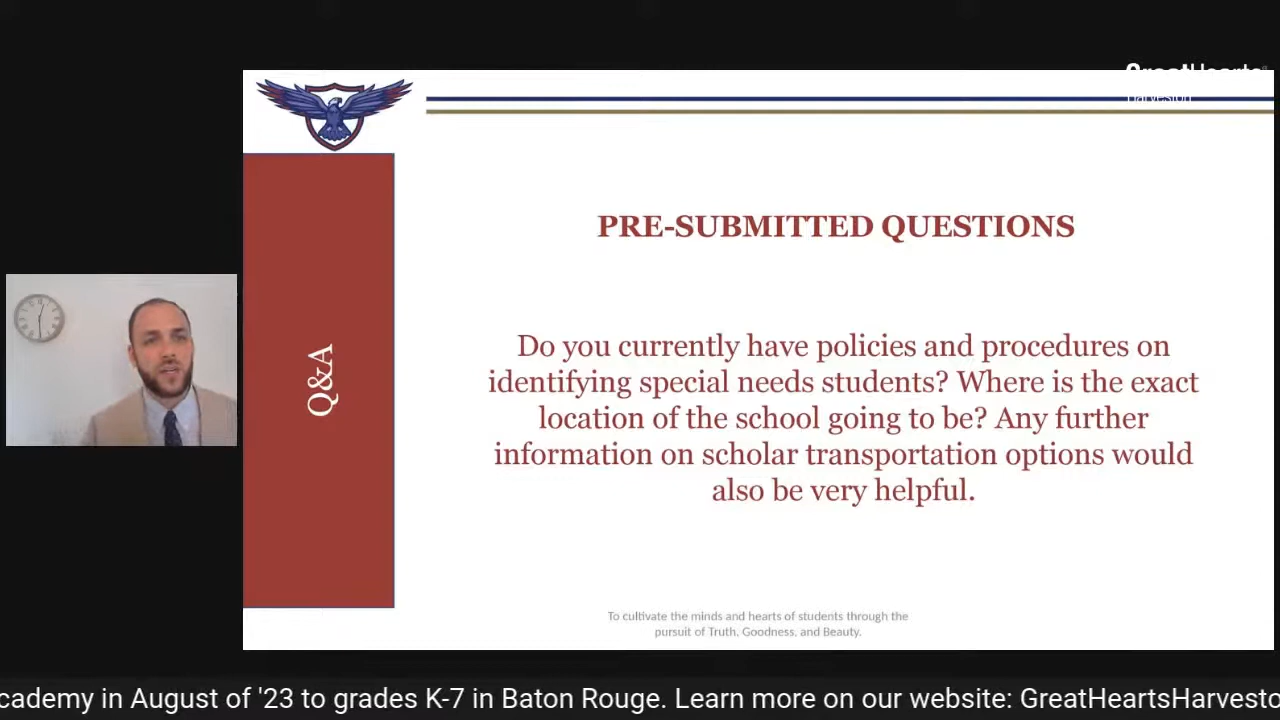 GreatHearts
Harveston
PRE-SUBMITTED QUESTIONS
Q&A
Do you currently have policies and procedures on
identifying special needs students? Where is the exact
location of the school going to be? Any further
information on scholar transportation options would
also be very helpful.
To cultivate the minds and hearts of students through the
pursuit of Truth, Goodness, and Beauty.
cademy in August of '23 to grades K-7 in Baton Rouge. Learn more on our website: GreatHeartsHarvesto